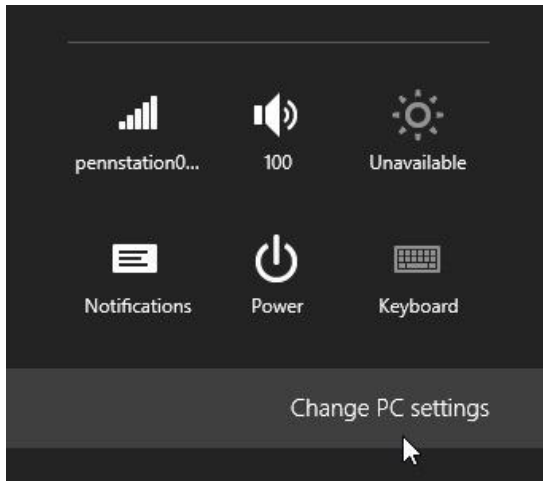 pennstation0...
100
Unavailable
Notifications
Power
Keyboard
Change PC settings